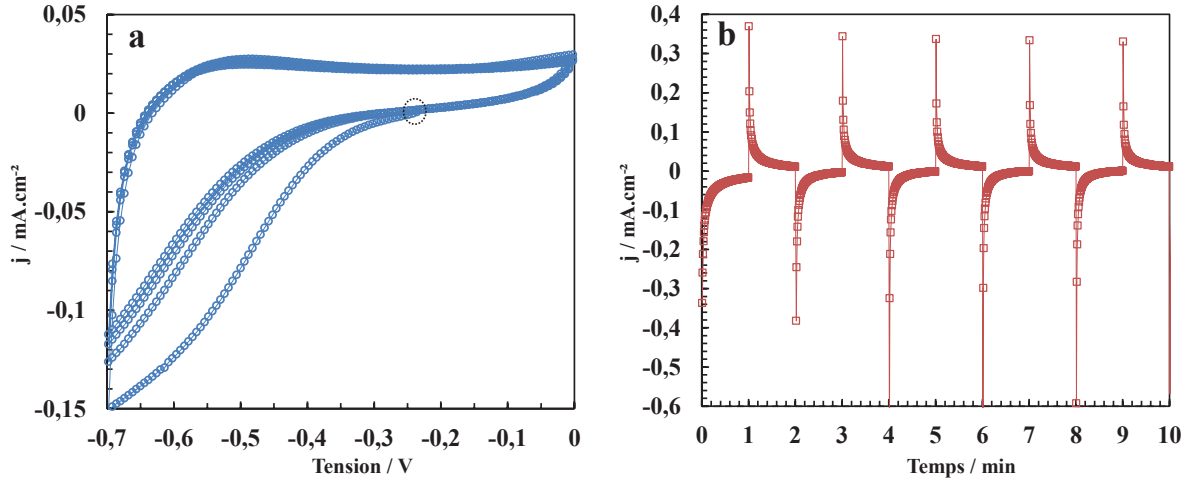 a
0,05
0
-0,05
-0,1
-0,15
j / mA.cm-²
-0,7 -0,6 -0,5 -0,4 -0,3 -0,2 -0,1 0
Tension / V
b
0,4
0,3
0,2
0,1
0
-0,1
-0,2
-0,3
-0,4
-0,5
-0,6
j / mA.cm-²
0 1 2 3 4 5 6 7 8 9 10
Temps / min